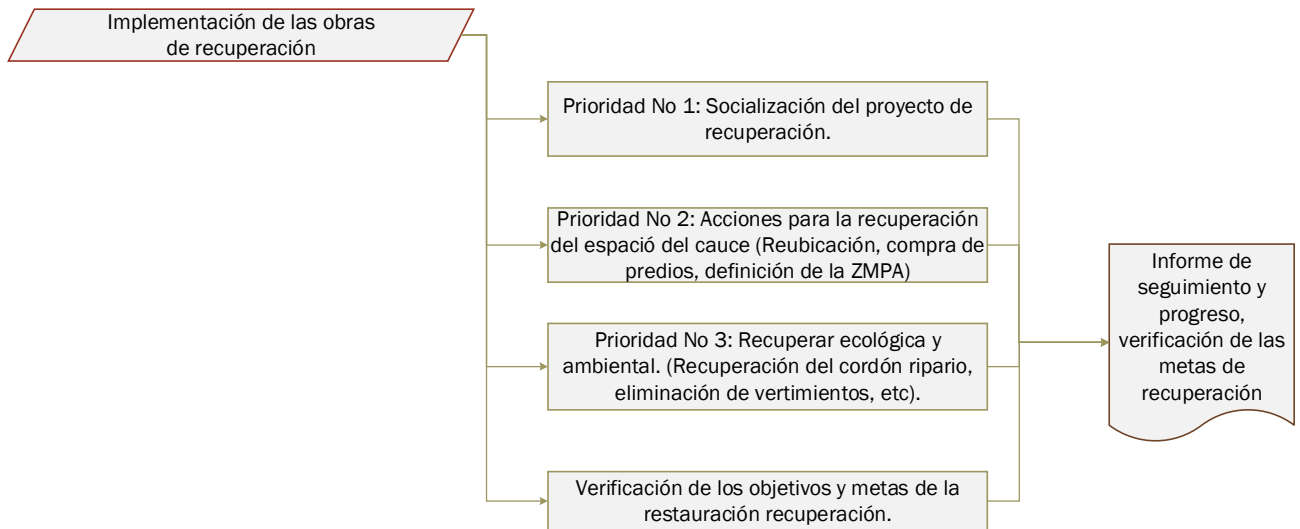 Implementación de las obras
de recuperación
Prioridad No 1: Socialización del proyecto de
recuperación.
Prioridad No 2: Acciones para la recuperación
del espació del cauce (Reubicación, compra de
predios, definición de la ZMPA)
Prioridad No 3: Recuperar ecológica y
ambiental. (Recuperación del cordón ripario,
eliminación de vertimientos, etc).
Verificación de los objetivos y metas de la
restauración recuperación.
Informe de
seguimiento y
progreso,
verificación de las
metas de
recuperación